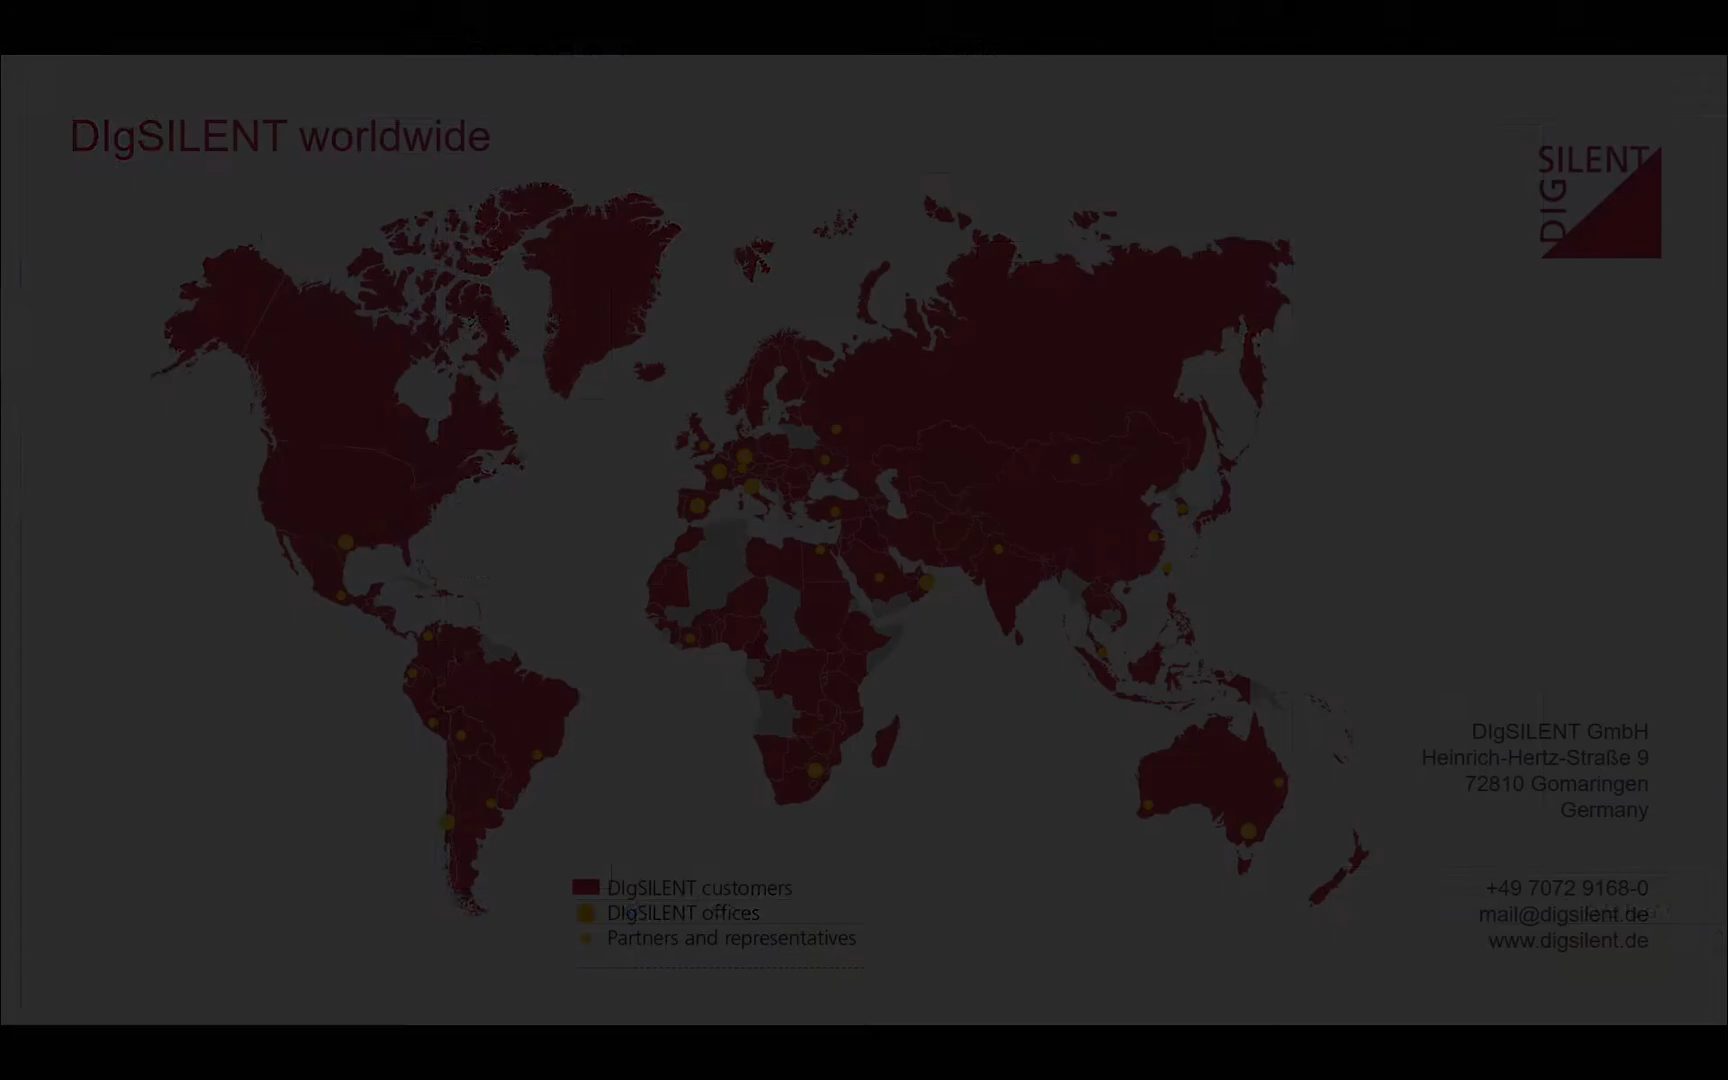 DIgSILENT worldwide
SILENT
DIG
DIgSILENT GmbH
Heinrich-Hertz-Straße 9
72810 Gomaringen
Germany
+49 7072 9168-0
mail@digsilent.de
www.digsilent.de
DIgSILENT customers
DIgSILENT offices
Partners and representatives